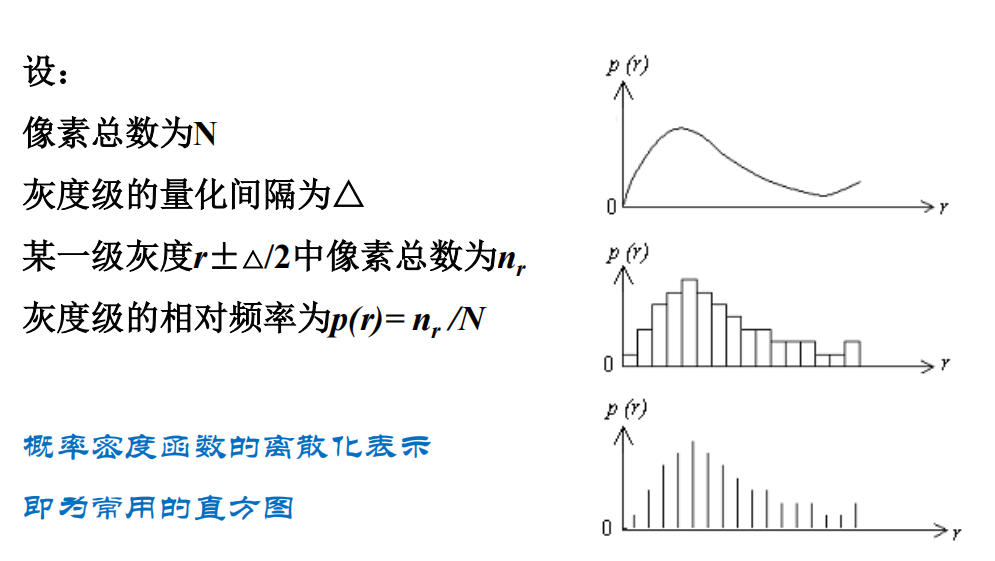 设：
像素总数为N
灰度级的量化间隔为△
某一级灰度r±△/2中像素总数为nr
灰度级的相对频率为p(r)= nr /N
概率密度函数的离散化表示
即为常用的直方图
p (r)
0
r
p (r)
0
r
p (r)
0
r